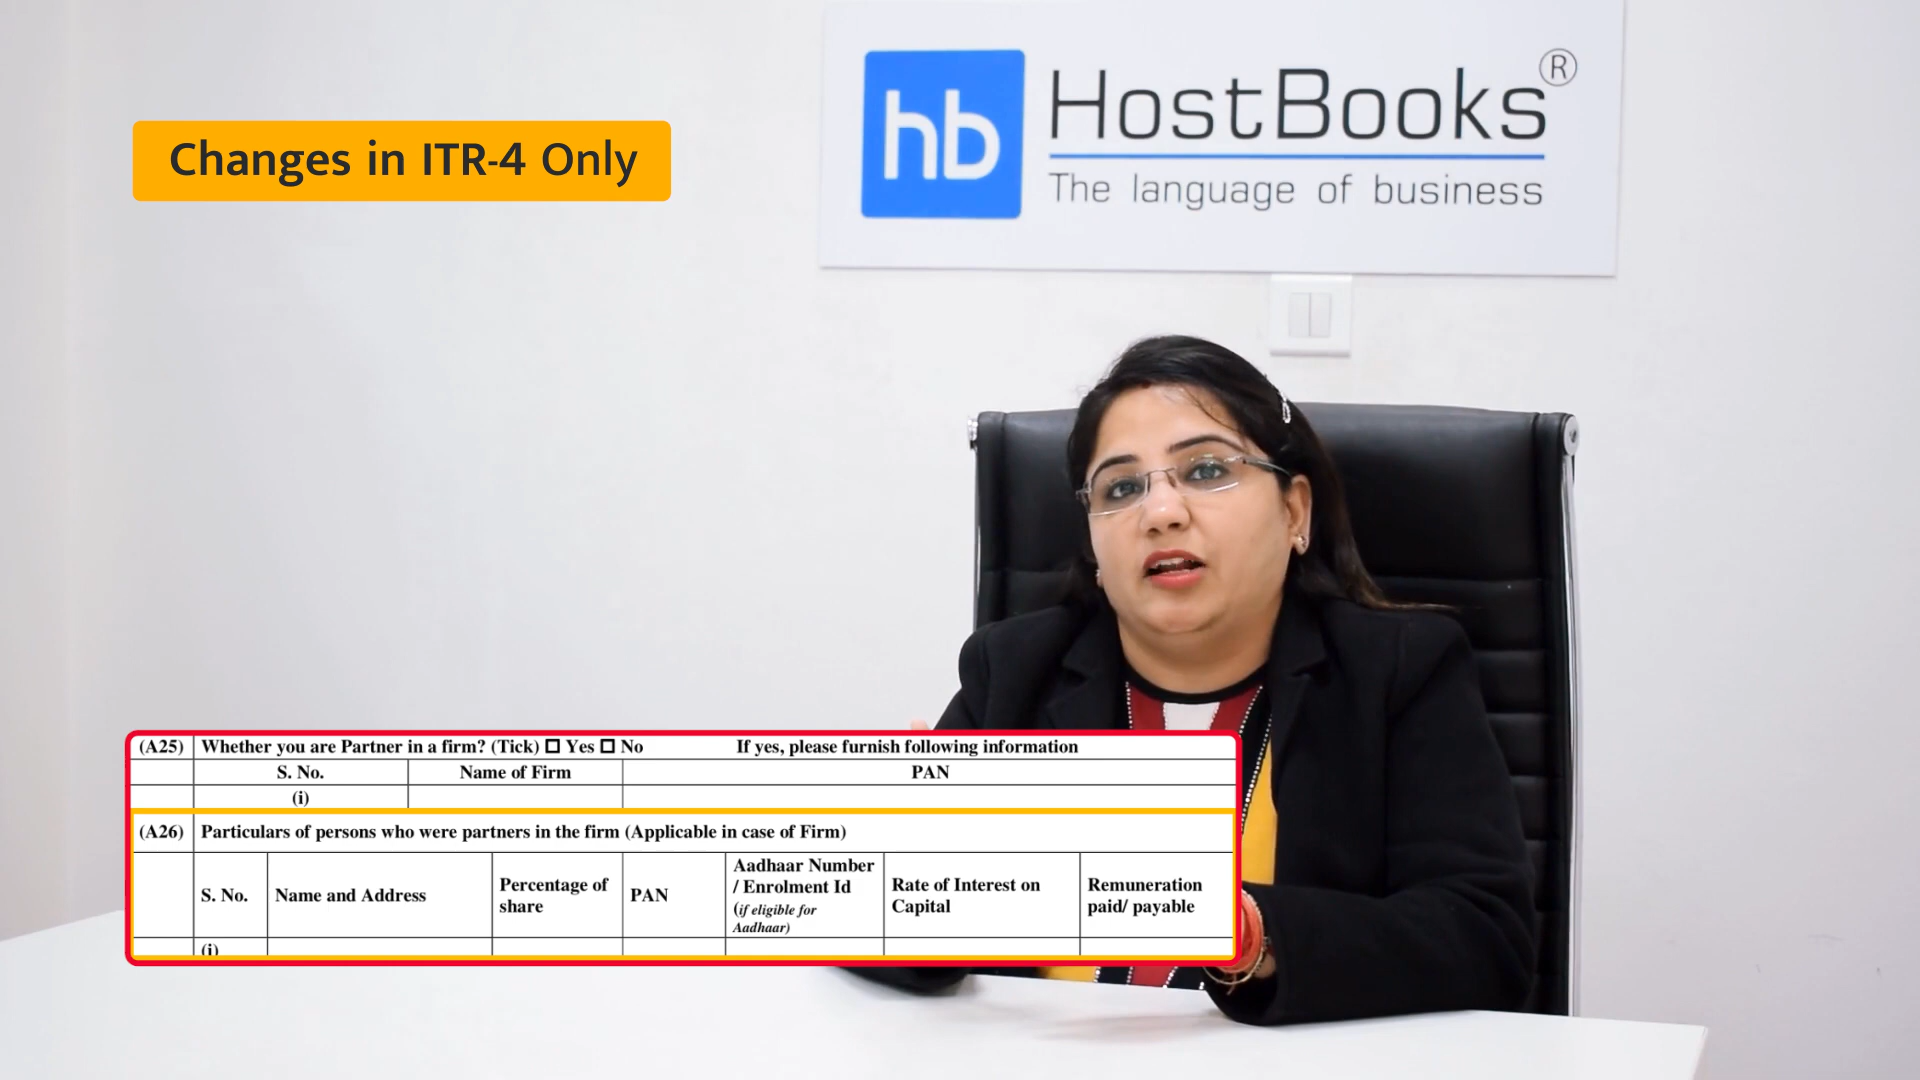 hb
HostBooks®
The language of business
Changes in ITR-4 Only
(A25) Whether you are Partner in a firm? (Tick) ☐ Yes ☐ No If yes, please furnish following information
S. No. Name of Firm PAN
(i)
(A26) Particulars of persons who were partners in the firm (Applicable in case of Firm)
S. No. Name and Address Percentage of share PAN Aadhaar Number / Enrolment Id (if eligible for Aadhaar) Rate of Interest on Capital Remuneration paid/ payable
(i)